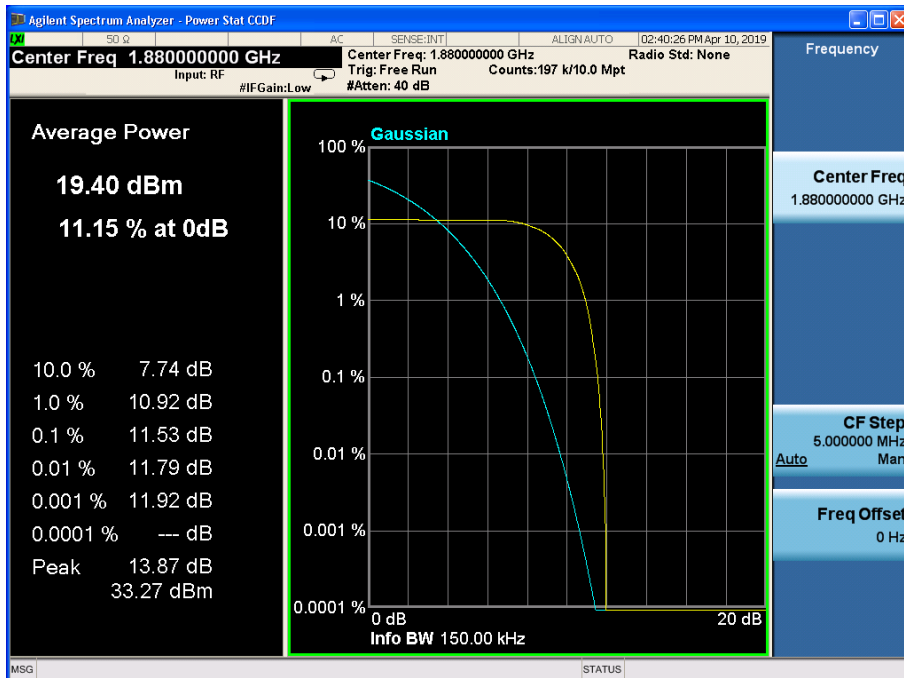 Agilent Spectrum Analyzer - Power Stat CCDF
LXI 50 Ω AC SENSE:INT ALIGN AUTO 02:40:26 PM Apr 10, 2019
Center Freq 1.880000000 GHz
Input: RF
#IFGain:Low
Center Freq: 1.880000000 GHz Radio Std: None
Trig: Free Run Counts:197 k/10.0 Mpt
#Atten: 40 dB
Average Power
19.40 dBm
11.15 % at 0dB
10.0 % 7.74 dB
1.0 % 10.92 dB
0.1 % 11.53 dB
0.01 % 11.79 dB
0.001 % 11.92 dB
0.0001 % --- dB
Peak 13.87 dB
33.27 dBm
Gaussian
100 %
10 %
1 %
0.1 %
0.01 %
0.001 %
0.0001 %
0 dB 20 dB
Info BW 150.00 kHz
Frequency
Center Freq
1.880000000 GHz
CF Step
5.000000 MHz
Auto Man
Freq Offset
0 Hz
MSG STATUS